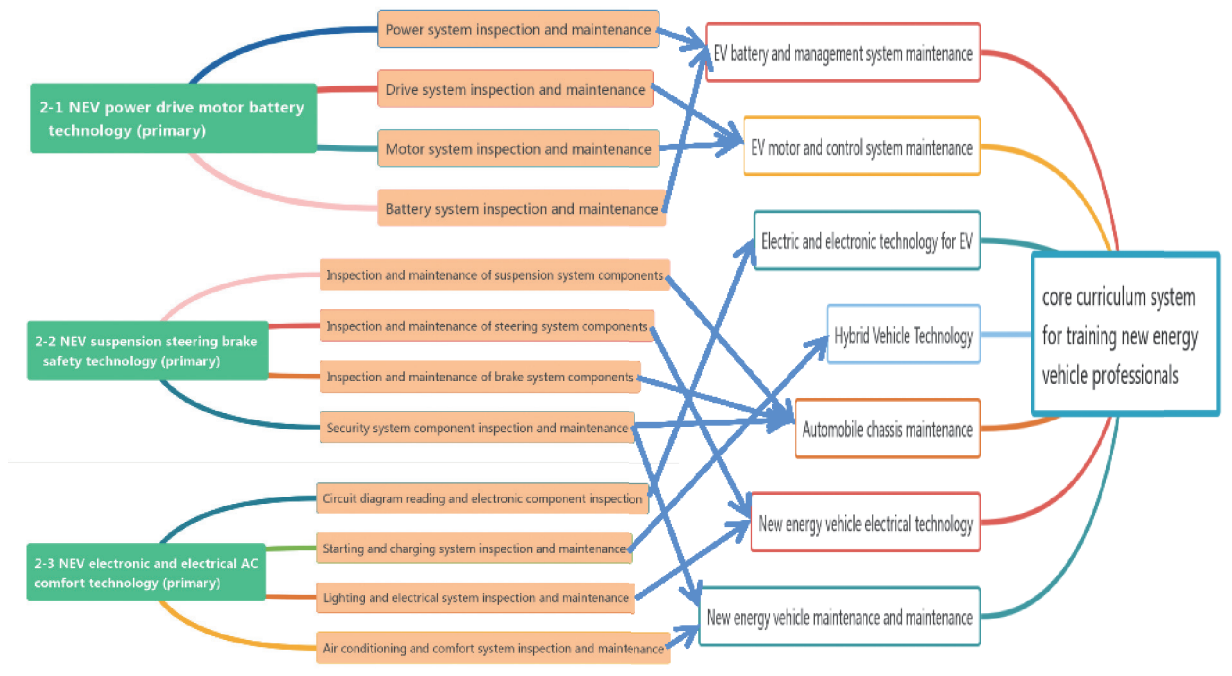 2-1 NEV power drive motor battery
technology (primary)
Power system inspection and maintenance
Drive system inspection and maintenance
Motor system inspection and maintenance
Battery system inspection and maintenance
2-2 NEV suspension steering brake
safety technology (primary)
Inspection and maintenance of suspension system components
Inspection and maintenance of steering system components
Inspection and maintenance of brake system components
Security system component inspection and maintenance
2-3 NEV electronic and electrical AC
comfort technology (primary)
Circuit diagram reading and electronic component inspection
Starting and charging system inspection and maintenance
Lighting and electrical system inspection and maintenance
Air conditioning and comfort system inspection and maintenance
EV battery and management system maintenance
EV motor and control system maintenance
Electric and electronic technology for EV
Hybrid Vehicle Technology
Automobile chassis maintenance
New energy vehicle electrical technology
New energy vehicle maintenance and maintenance
core curriculum system
for training new energy
vehicle professionals